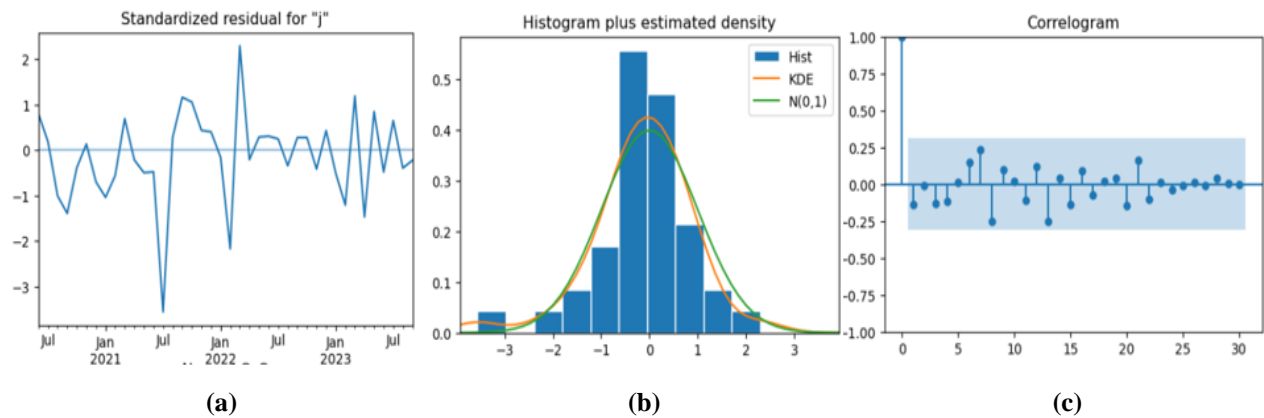 Standardized residual for "j"
2
1
0
−1
−2
−3
Jul
Jan
2021
Jul
Jan
2022
Jul
Jan
2023
Jul
(a)
Histogram plus estimated density
Hist
KDE
N(0,1)
0.5
0.4
0.3
0.2
0.1
0.0
−3
−2
−1
0
1
2
3
(b)
Correlogram
1.00
0.75
0.50
0.25
0.00
−0.25
−0.50
−0.75
−1.00
0
5
10
15
20
25
30
(c)